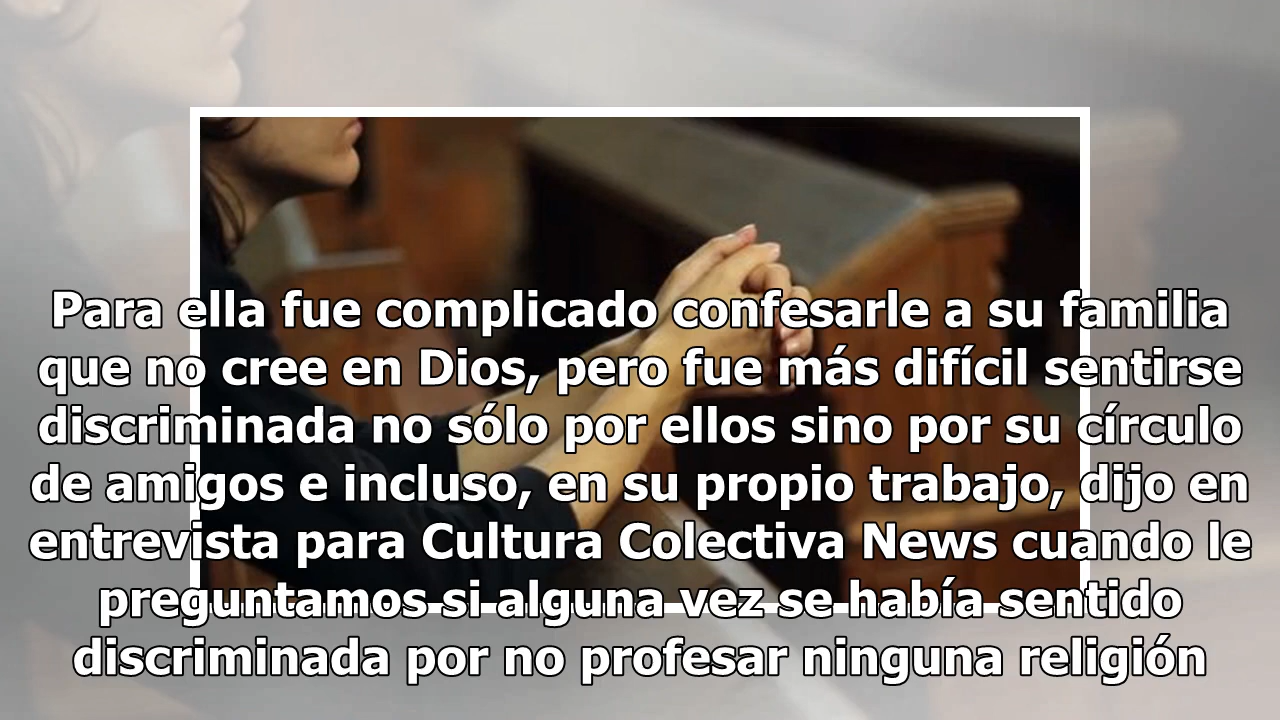 Para ella fue complicado confesarle a su familia
que no cree en Dios, pero fue más difícil sentirse
discriminada no sólo por ellos sino por su círculo
de amigos e incluso, en su propio trabajo, dijo en
entrevista para Cultura Colectiva News cuando le
preguntamos si alguna vez se había sentido
discriminada por no profesar ninguna religión